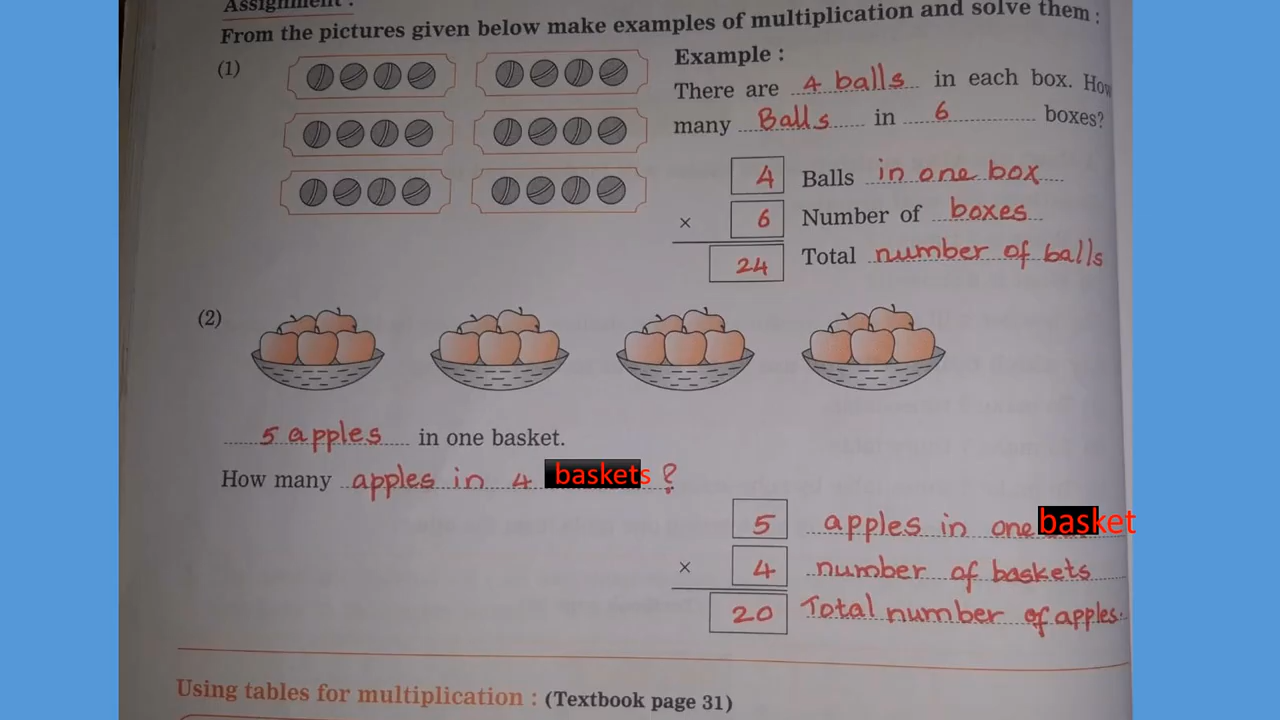 Assignment :
From the pictures given below make examples of multiplication and solve them :
(1)
Example :
There are 4 balls in each box. How
many Balls in 6 boxes?
4 Balls in one box
× 6 Number of boxes
24 Total number of balls
(2)
5 apples in one basket.
How many apples in 4 baskets ?
5 apples in one basket
× 4 number of baskets
20 Total number of apples.
Using tables for multiplication : (Textbook page 31)